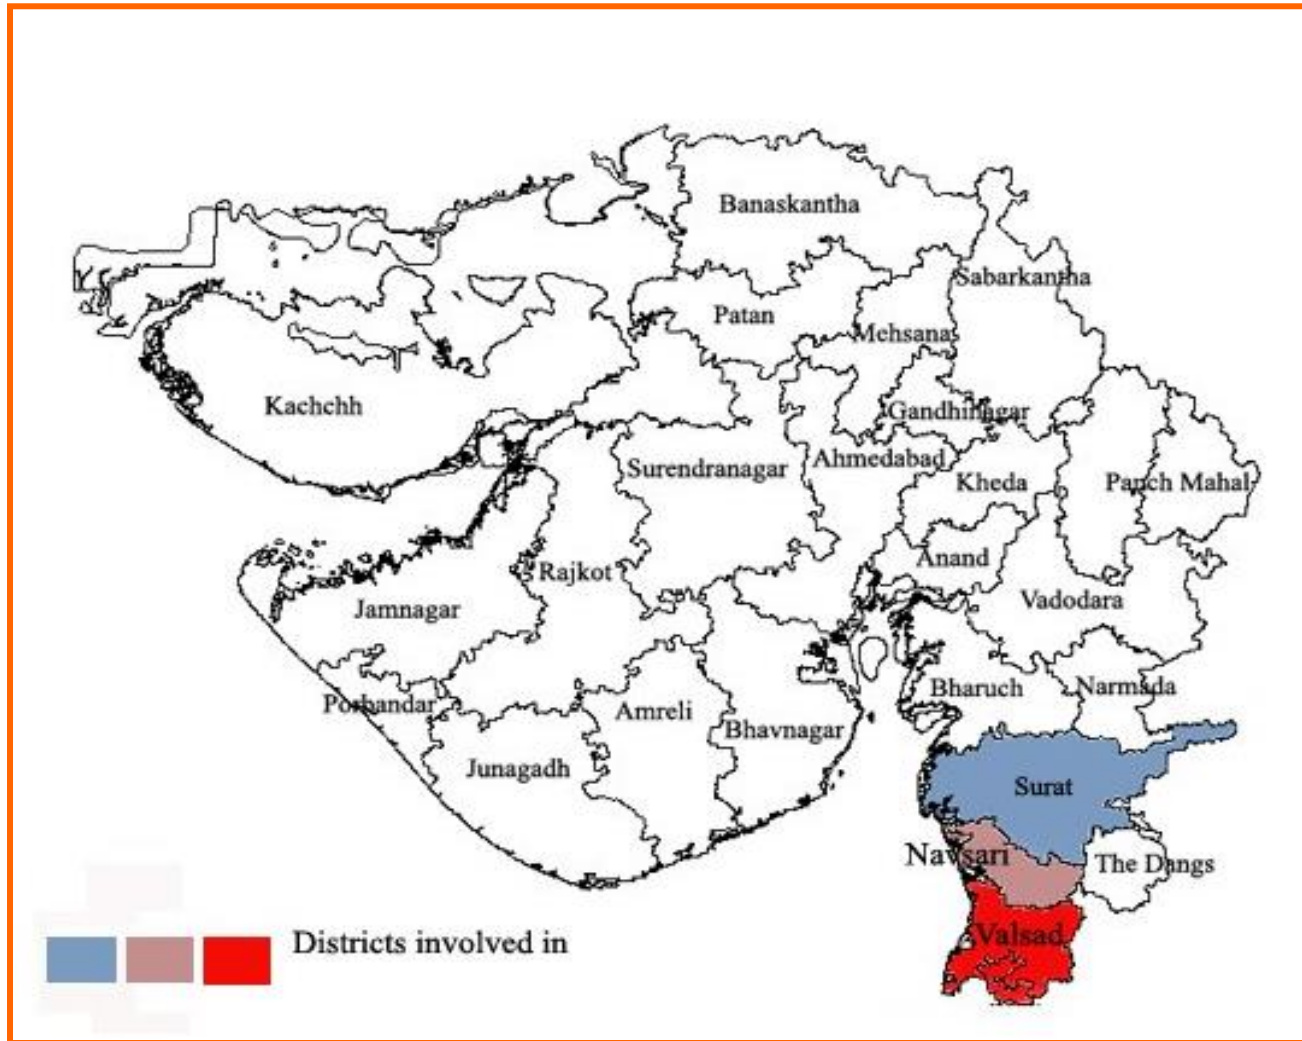 Banaskantha
Sabarkantha
Patan
Mehsana
Kachchh
Gandhinagar
Surendranagar
Ahmedabad
Kheda
Panch Mahal
Anand
Rajkot
Jamnagar
Vadodara
Porbandar
Amreli
Bharuch
Narmada
Bhavnagar
Junagadh
Surat
Navsari
The Dangs
Valsad
Districts involved in